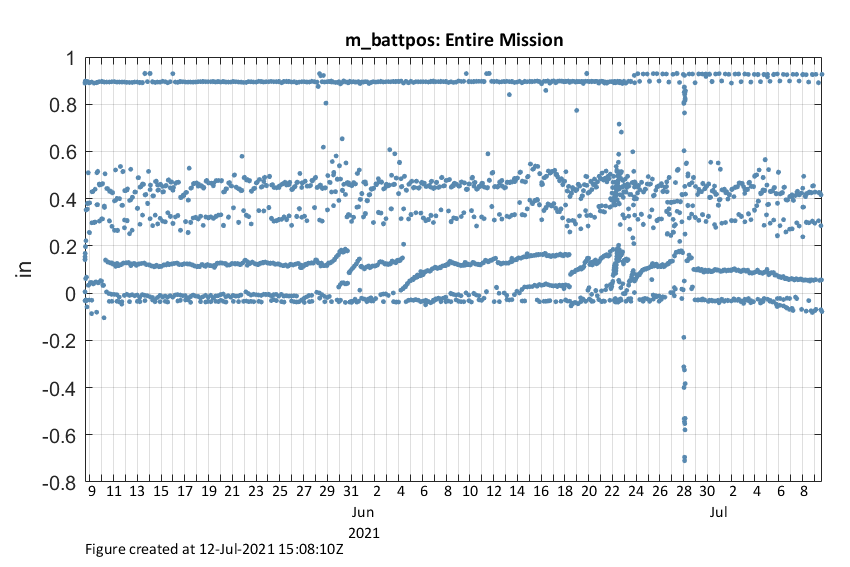 m_battpos: Entire Mission
1
0.8
0.6
0.4
0.2
0
-0.2
-0.4
-0.6
-0.8
in
9 11 13 15 17 19 21 23 25 27 29 31 2 4 6 8 10 12 14 16 18 20 22 24 26 28 30 2 4 6 8
Jun Jul
2021
Figure created at 12-Jul-2021 15:08:10Z